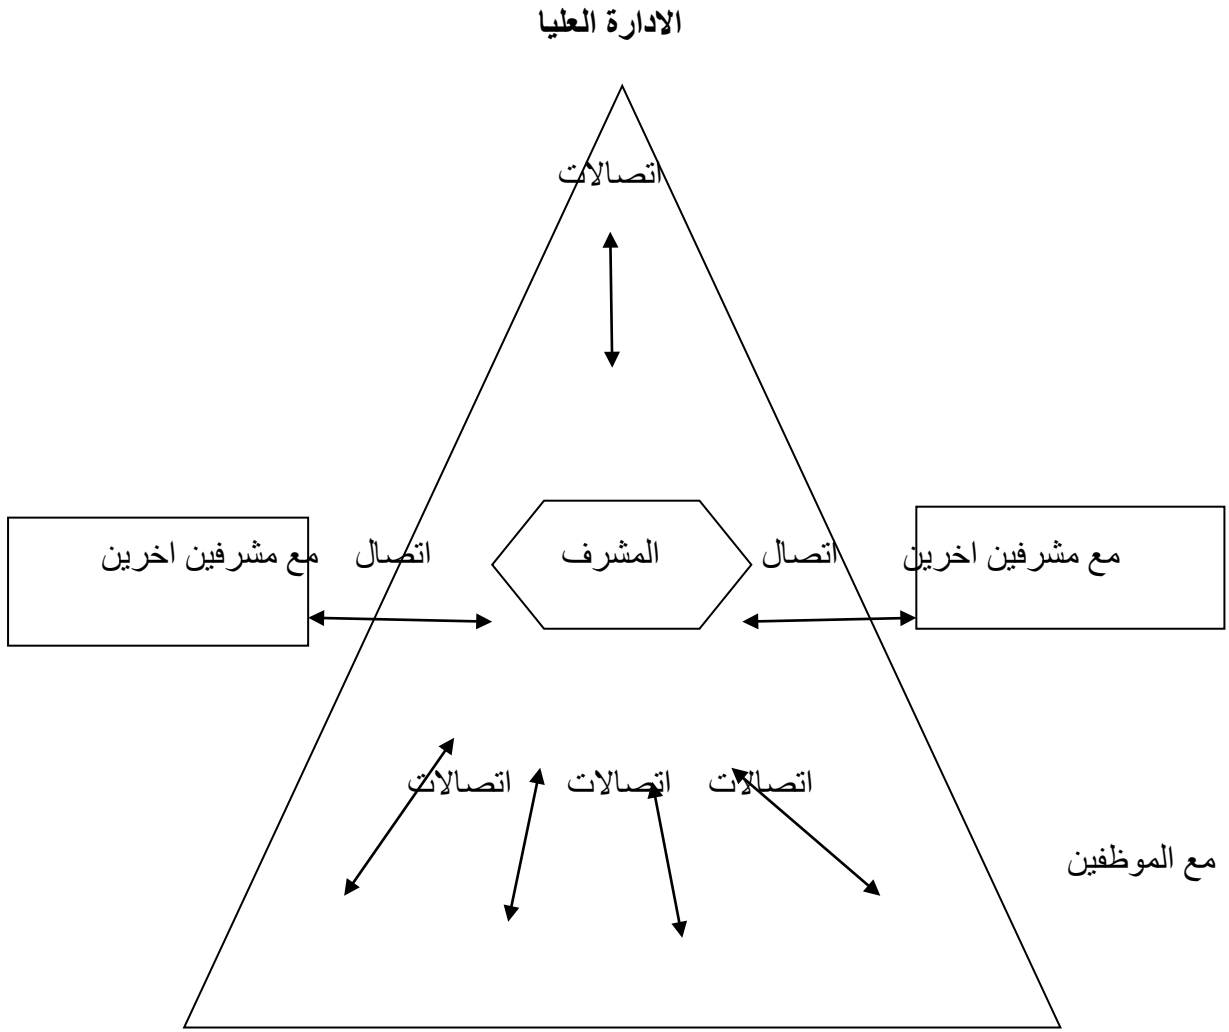 الادارة العليا
اتصالات
مع مشرفين اخرين اتصال المشرف اتصال مع مشرفين اخرين
اتصالات اتصالات اتصالات
مع الموظفين